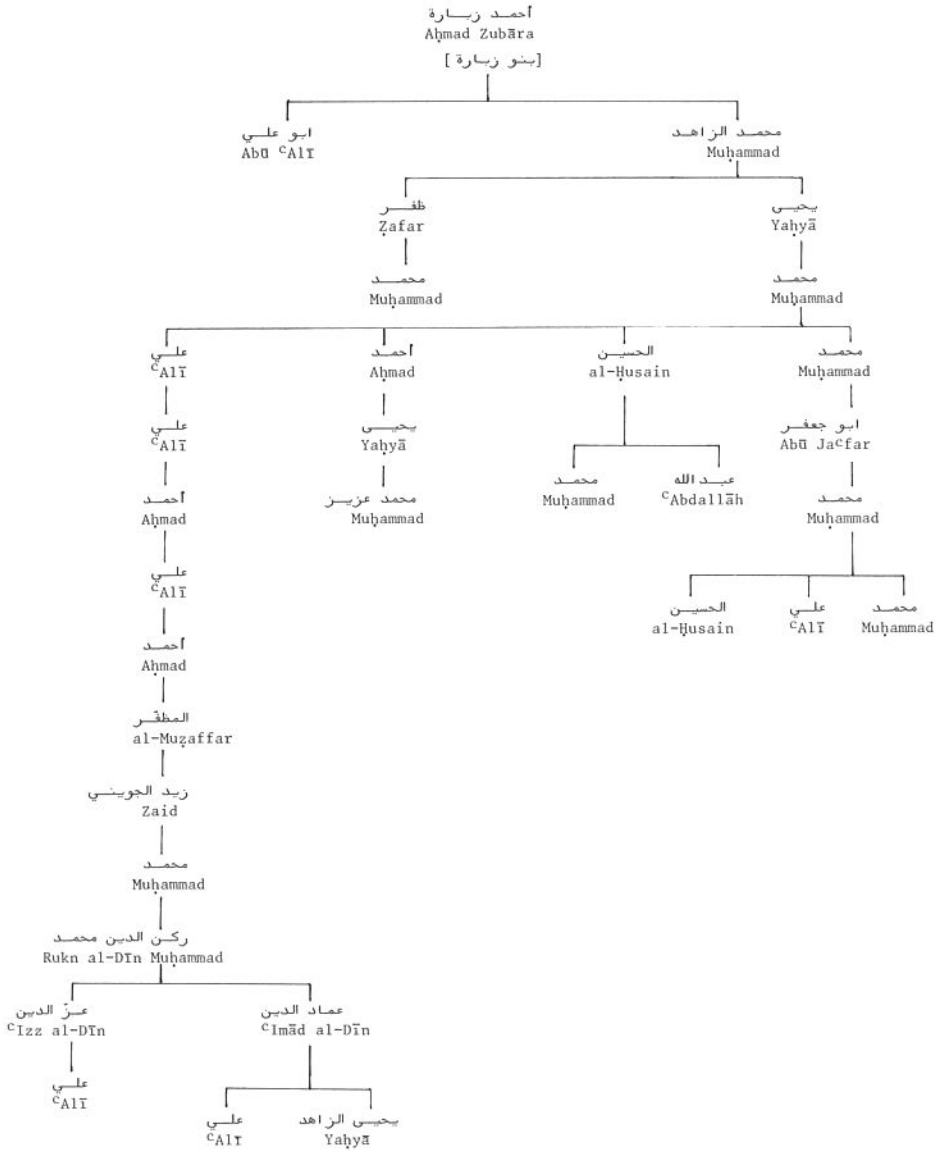 أحمد زبارة
Aḥmad Zubāra
[بنو زبارة]
ابو علي
Abū ᶜAlī
محمد الزاهد
Muḥammad
ظفر
Ẓafar
يحيى
Yaḥyā
محمد
Muḥammad
محمد
Muḥammad
علي
ᶜAlī
أحمد
Aḥmad
الحسين
al-Ḥusain
محمد
Muḥammad
علي
ᶜAlī
يحيى
Yaḥyā
ابو جعفر
Abū Jaᶜfar
أحمد
Aḥmad
محمد عزيز
Muḥammad
محمد
Muḥammad
عبد الله
ᶜAbdallāh
محمد
Muḥammad
علي
ᶜAlī
الحسين
al-Ḥusain
علي
ᶜAlī
محمد
Muḥammad
أحمد
Aḥmad
المظفّر
al-Muẓaffar
زيد الجويني
Zaid
محمد
Muḥammad
ركن الدين محمد
Rukn al-Dīn Muḥammad
عزّ الدين
ᶜIzz al-Dīn
عماد الدين
ᶜImād al-Dīn
علي
ᶜAlī
علي
ᶜAlī
يحيى الزاهد
Yaḥyā